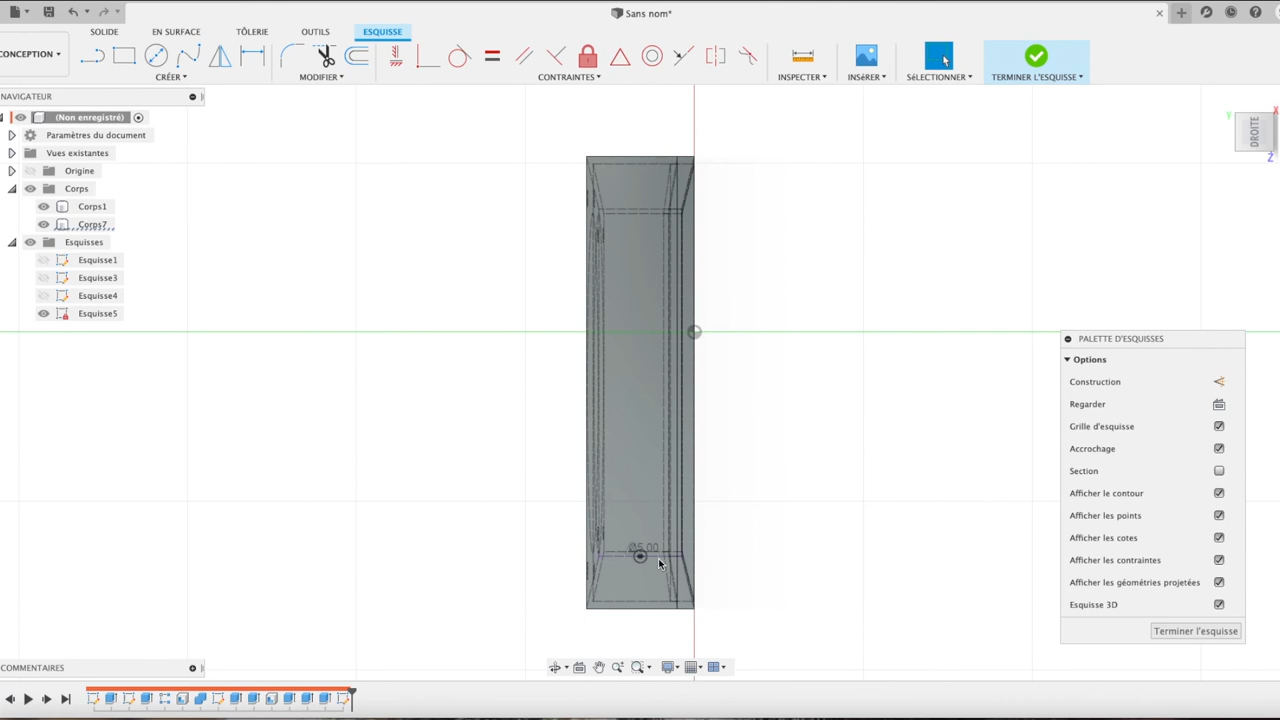 Sans nom*
SOLIDE EN SURFACE TÔLERIE OUTILS ESQUISSE
CONCEPTION
CRÉER MODIFIER CONTRAINTES INSPECTER INSÉRER SÉLECTIONNER TERMINER L'ESQUISSE
NAVIGATEUR
(Non enregistré)
Paramètres du document
Vues existantes
Origine
Corps
Corps1
Corps7
Esquisses
Esquisse1
Esquisse3
Esquisse4
Esquisse5
Y X
DROITE
Z
Ø5.00
PALETTE D'ESQUISSES
Options
Construction
Regarder
Grille d'esquisse
Accrochage
Section
Afficher le contour
Afficher les points
Afficher les cotes
Afficher les contraintes
Afficher les géométries projetées
Esquisse 3D
Terminer l'esquisse
COMMENTAIRES